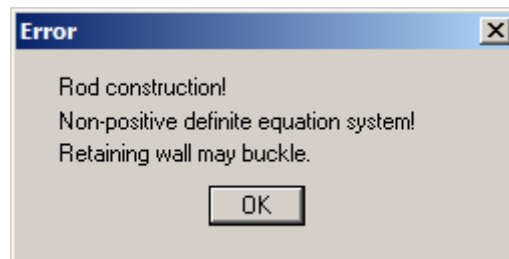 Error
Rod construction!
Non-positive definite equation system!
Retaining wall may buckle.
OK